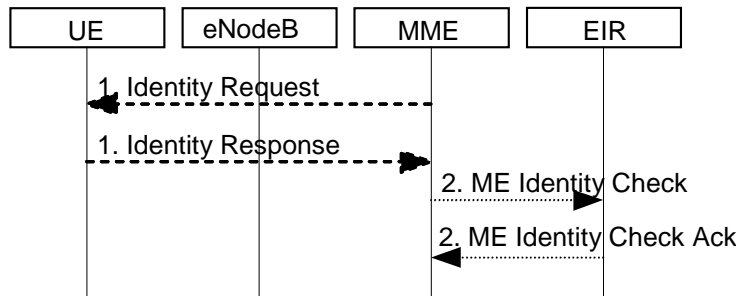 UE
eNodeB
MME
EIR
1. Identity Request
1. Identity Response
2. ME Identity Check
2. ME Identity Check Ack